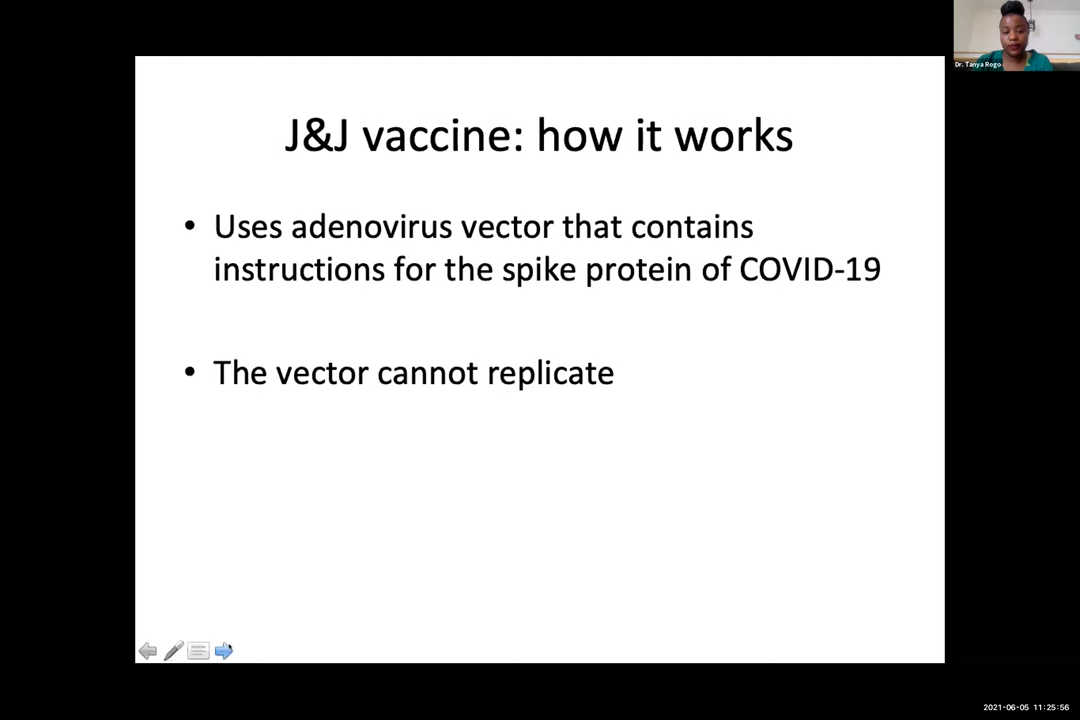 Dr. Tanya Rogo
J&J vaccine: how it works
• Uses adenovirus vector that contains
instructions for the spike protein of COVID-19
• The vector cannot replicate
2021-06-05 11:25:56